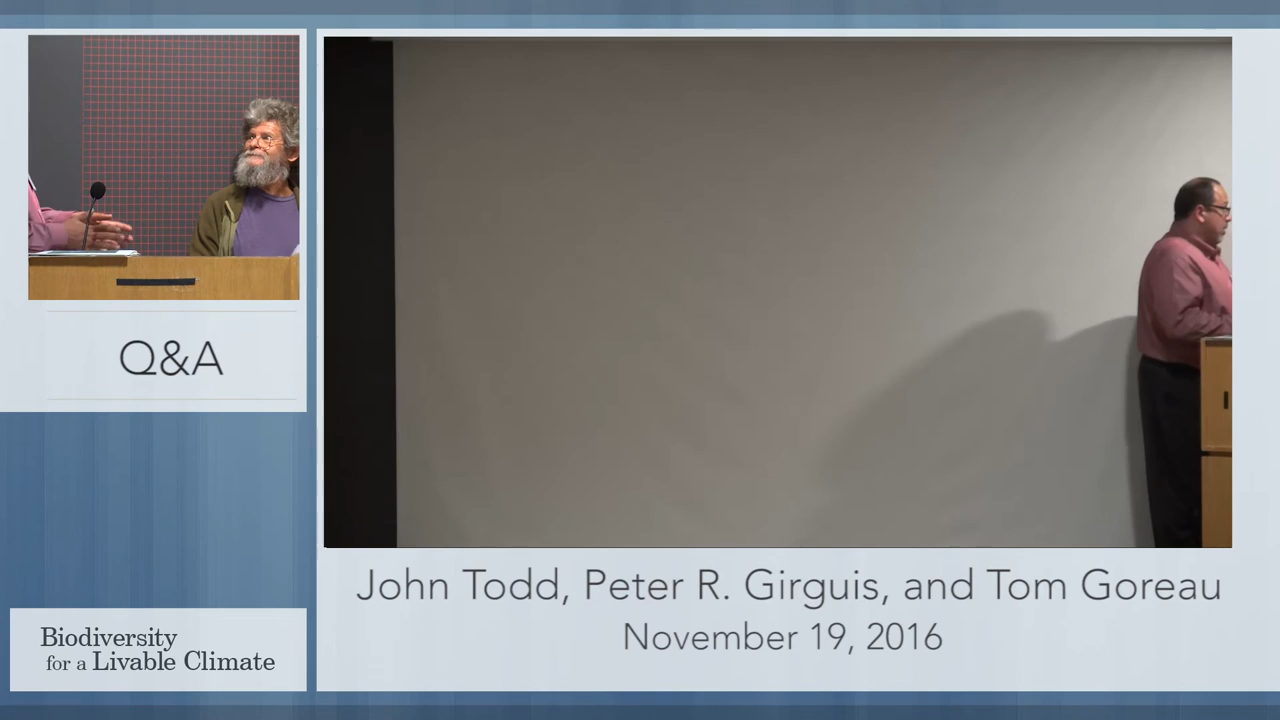 Q&A
John Todd, Peter R. Girguis, and Tom Goreau
November 19, 2016
Biodiversity
for a Livable Climate